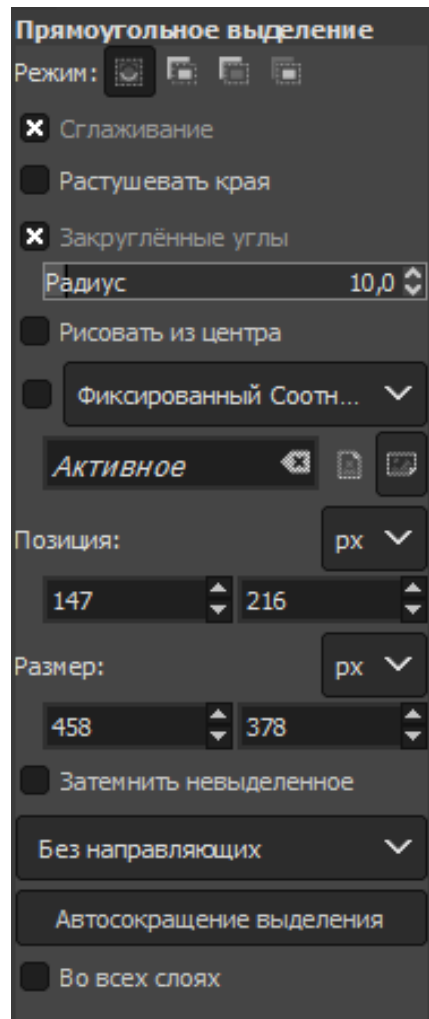 Прямоугольное выделение
Режим:
Сглаживание
Растушевать края
Закруглённые углы
Радиус 10,0
Рисовать из центра
Фиксированный Соотн...
Активное
Позиция: px
147 216
Размер: px
458 378
Затемнить невыделенное
Без направляющих
Автосокращение выделения
Во всех слоях